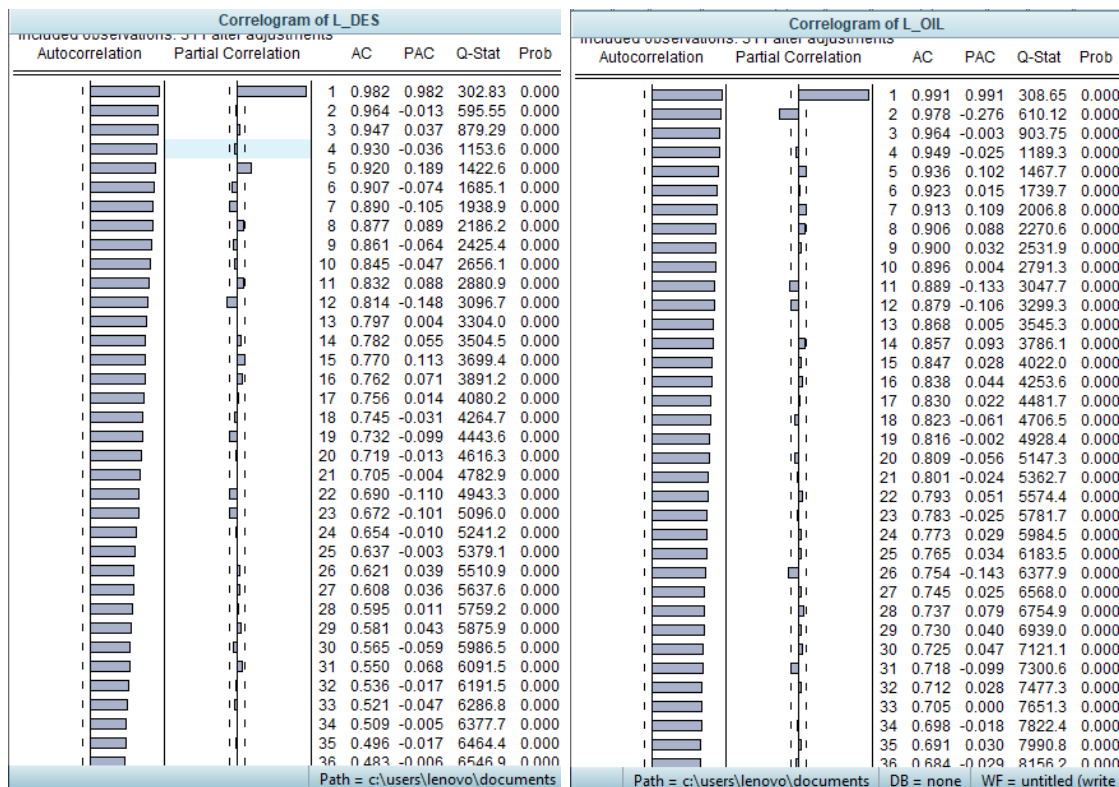 Correlogram of L_DES
Included observations: 311 after adjustments
Autocorrelation Partial Correlation AC PAC Q-Stat Prob
1 0.982 0.982 302.83 0.000
2 0.964 -0.013 595.55 0.000
3 0.947 0.037 879.29 0.000
4 0.930 -0.036 1153.6 0.000
5 0.920 0.189 1422.6 0.000
6 0.907 -0.074 1685.1 0.000
7 0.890 -0.105 1938.9 0.000
8 0.877 0.089 2186.2 0.000
9 0.861 -0.064 2425.4 0.000
10 0.845 -0.047 2656.1 0.000
11 0.832 0.088 2880.9 0.000
12 0.814 -0.148 3096.7 0.000
13 0.797 0.004 3304.0 0.000
14 0.782 0.055 3504.5 0.000
15 0.770 0.113 3699.4 0.000
16 0.762 0.071 3891.2 0.000
17 0.756 0.014 4080.2 0.000
18 0.745 -0.031 4264.7 0.000
19 0.732 -0.099 4443.6 0.000
20 0.719 -0.013 4616.3 0.000
21 0.705 -0.004 4782.9 0.000
22 0.690 -0.110 4943.3 0.000
23 0.672 -0.101 5096.0 0.000
24 0.654 -0.010 5241.2 0.000
25 0.637 -0.003 5379.1 0.000
26 0.621 0.039 5510.9 0.000
27 0.608 0.036 5637.6 0.000
28 0.595 0.011 5759.2 0.000
29 0.581 0.043 5875.9 0.000
30 0.565 -0.059 5986.5 0.000
31 0.550 0.068 6091.5 0.000
32 0.536 -0.017 6191.5 0.000
33 0.521 -0.047 6286.8 0.000
34 0.509 -0.005 6377.7 0.000
35 0.496 -0.017 6464.4 0.000
36 0.483 -0.006 6546.9 0.000
Path = c:\users\lenovo\documents
Correlogram of L_OIL
Included observations: 311 after adjustments
Autocorrelation Partial Correlation AC PAC Q-Stat Prob
1 0.991 0.991 308.65 0.000
2 0.978 -0.276 610.12 0.000
3 0.964 -0.003 903.75 0.000
4 0.949 -0.025 1189.3 0.000
5 0.936 0.102 1467.7 0.000
6 0.923 0.015 1739.7 0.000
7 0.913 0.109 2006.8 0.000
8 0.906 0.088 2270.6 0.000
9 0.900 0.032 2531.9 0.000
10 0.896 0.004 2791.3 0.000
11 0.889 -0.133 3047.7 0.000
12 0.879 -0.106 3299.3 0.000
13 0.868 0.005 3545.3 0.000
14 0.857 0.093 3786.1 0.000
15 0.847 0.028 4022.0 0.000
16 0.838 0.044 4253.6 0.000
17 0.830 0.022 4481.7 0.000
18 0.823 -0.061 4706.5 0.000
19 0.816 -0.002 4928.4 0.000
20 0.809 -0.056 5147.3 0.000
21 0.801 -0.024 5362.7 0.000
22 0.793 0.051 5574.4 0.000
23 0.783 -0.025 5781.7 0.000
24 0.773 0.029 5984.5 0.000
25 0.765 0.034 6183.5 0.000
26 0.754 -0.143 6377.9 0.000
27 0.745 0.025 6568.0 0.000
28 0.737 0.079 6754.9 0.000
29 0.730 0.040 6939.0 0.000
30 0.725 0.047 7121.1 0.000
31 0.718 -0.099 7300.6 0.000
32 0.712 0.028 7477.3 0.000
33 0.705 0.000 7651.3 0.000
34 0.698 -0.018 7822.4 0.000
35 0.691 0.030 7990.8 0.000
36 0.684 -0.029 8156.2 0.000
Path = c:\users\lenovo\documents DB = none WF = untitled (write